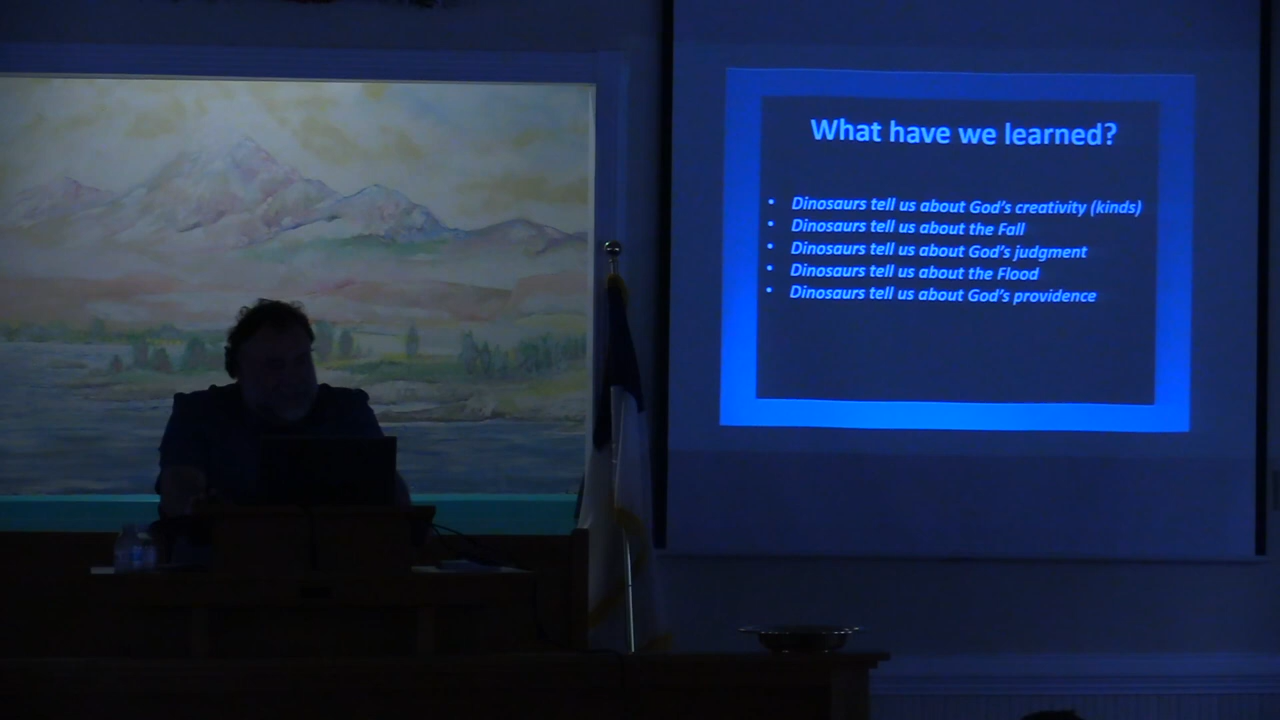 What have we learned?
• Dinosaurs tell us about God's creativity (kinds)
• Dinosaurs tell us about the Fall
• Dinosaurs tell us about God's judgment
• Dinosaurs tell us about the Flood
• Dinosaurs tell us about God's providence